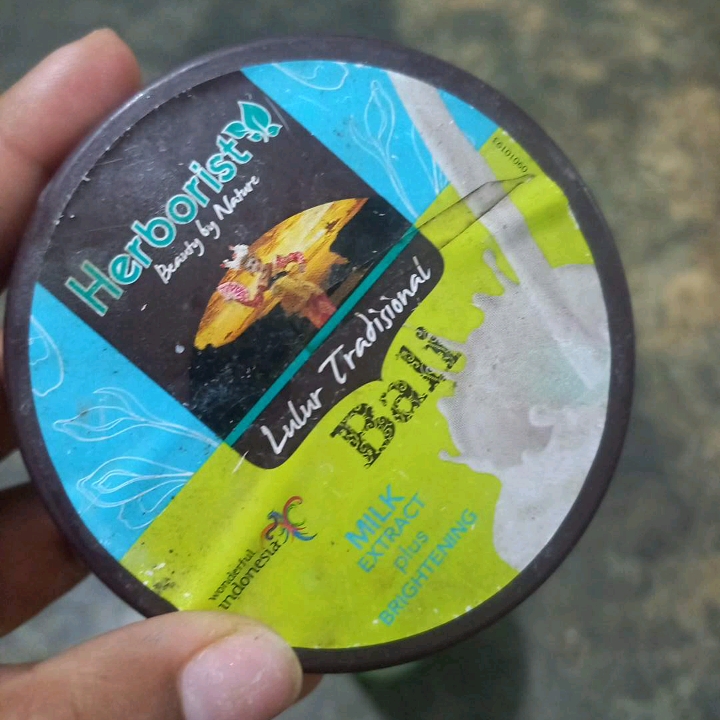 Herborist
Beauty by Nature
Lulur Tradisional
Bali
MILK
EXTRACT
plus
BRIGHTENING
wonderful
indonesia